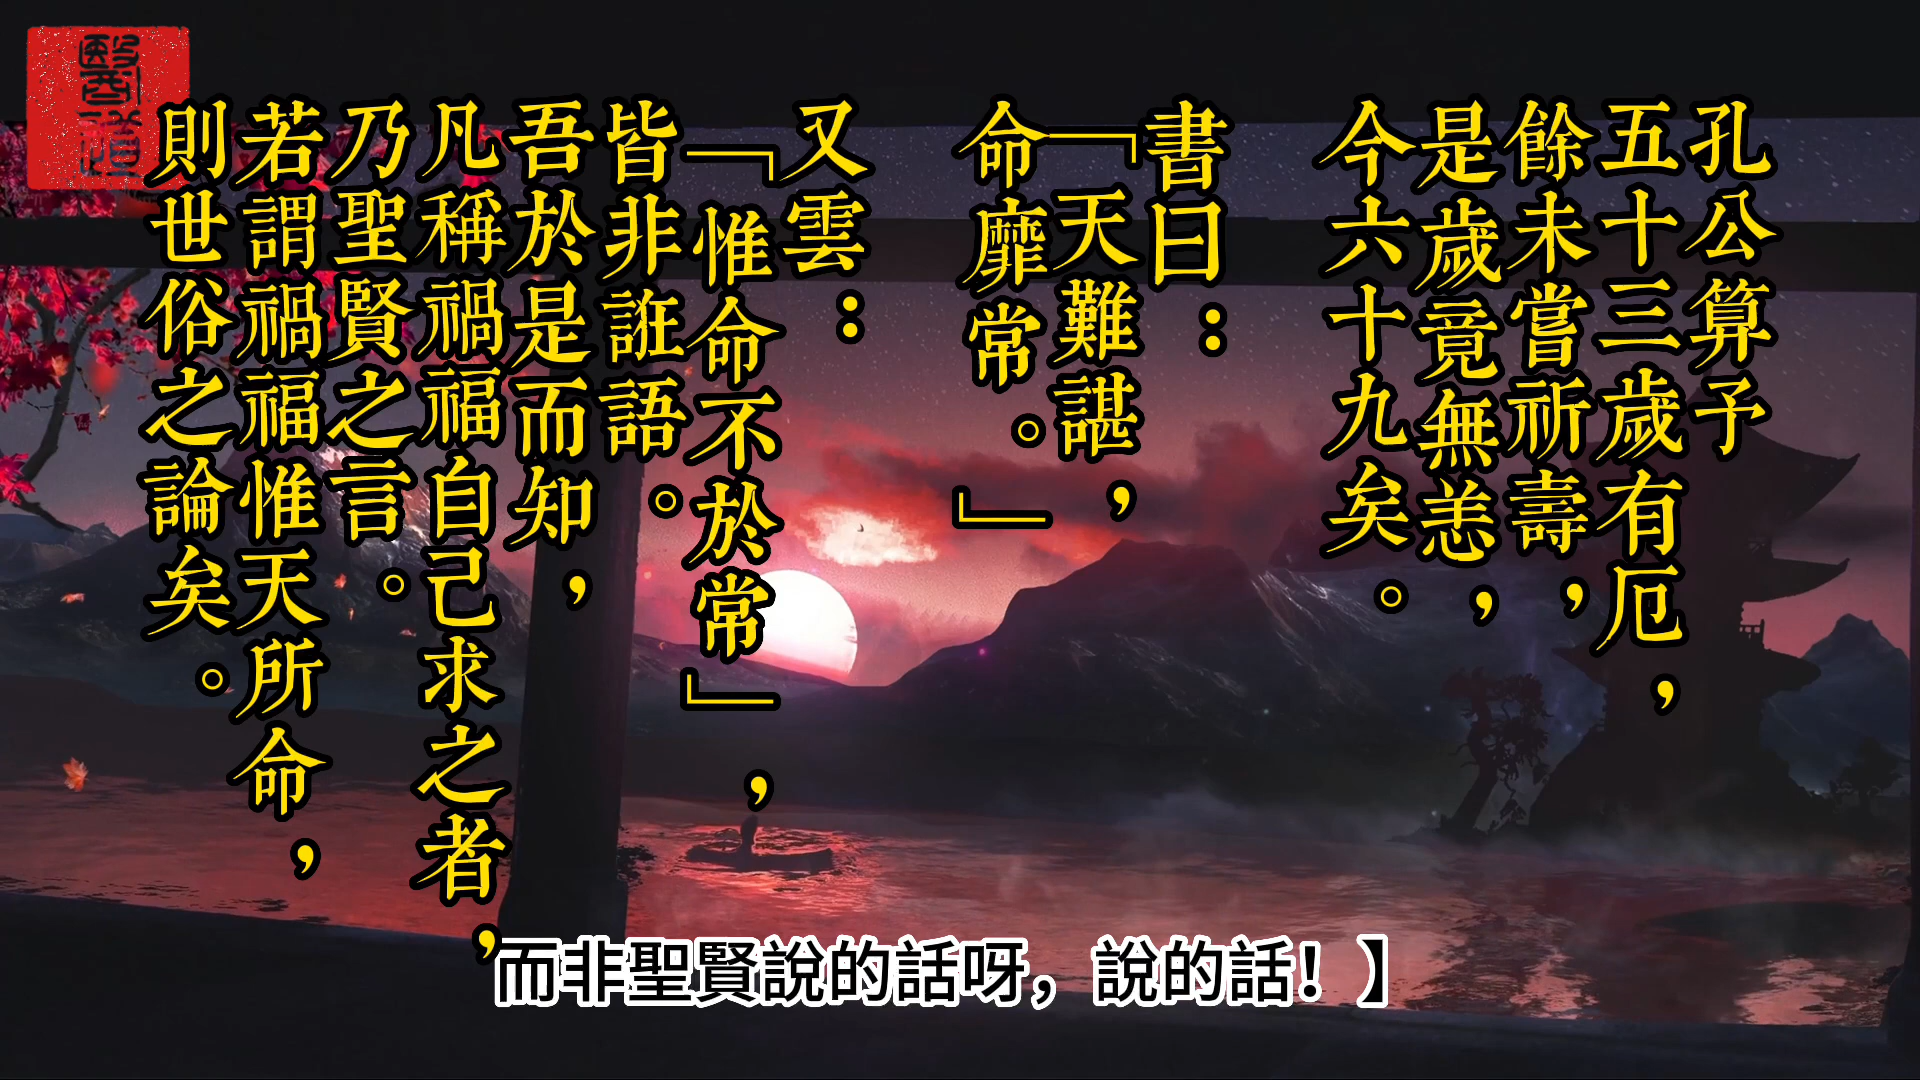 孔公算予
五十三歲有厄，
餘未嘗祈壽，
是歲竟無恙，
今六十九矣。
書曰：
「天難諶，
命靡常。」
又雲：
「惟命不於常」，
皆非誑語。
吾於是而知，
凡稱禍福自己求之者，
乃聖賢之言。
若謂禍福惟天所命，
則世俗之論矣。
醫道
而非聖賢說的話呀，說的話！】